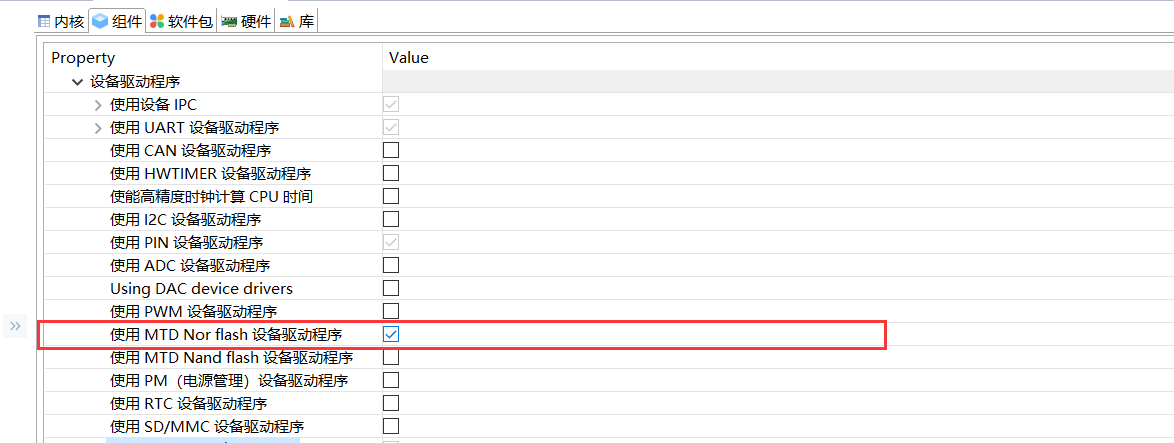 内核 组件 软件包 硬件 库
Property Value
设备驱动程序
使用设备 IPC
使用 UART 设备驱动程序
使用 CAN 设备驱动程序
使用 HWTIMER 设备驱动程序
使能高精度时钟计算 CPU 时间
使用 I2C 设备驱动程序
使用 PIN 设备驱动程序
使用 ADC 设备驱动程序
Using DAC device drivers
使用 PWM 设备驱动程序
使用 MTD Nor flash 设备驱动程序
使用 MTD Nand flash 设备驱动程序
使用 PM（电源管理）设备驱动程序
使用 RTC 设备驱动程序
使用 SD/MMC 设备驱动程序